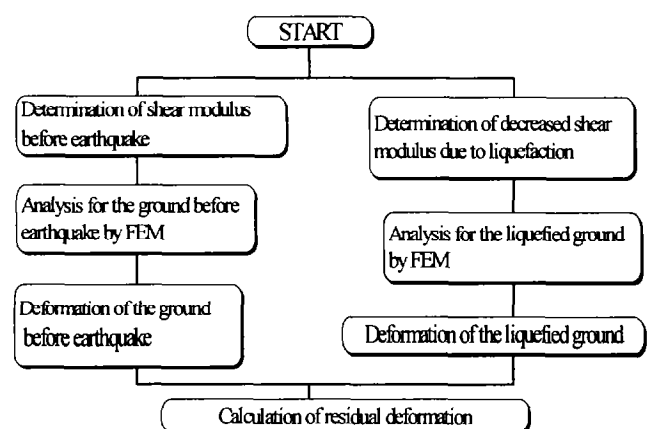 START
Determination of shear modulus
before earthquake
Analysis for the ground before
earthquake by FEM
Deformation of the ground
before earthquake
Determination of decreased shear
modulus due to liquefaction
Analysis for the liquefied ground
by FEM
Deformation of the liquefied ground
Calculation of residual deformation